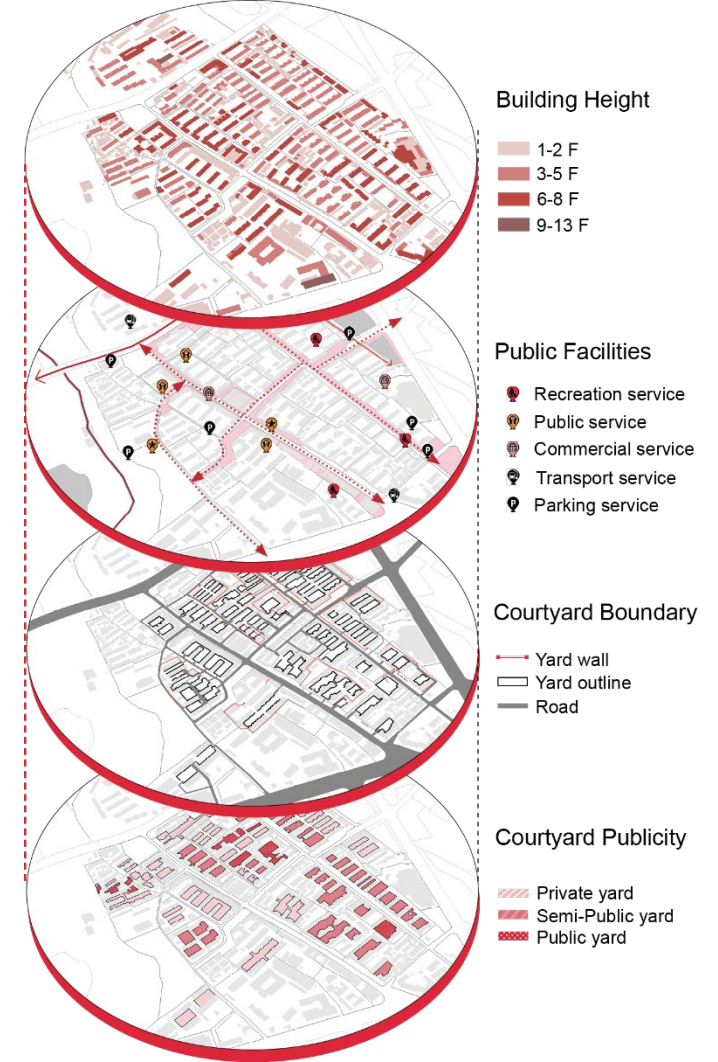 Building Height
1-2 F
3-5 F
6-8 F
9-13 F
Public Facilities
Recreation service
Public service
Commercial service
Transport service
P Parking service
P
P
P
P
P
P
Courtyard Boundary
Yard wall
Yard outline
Road
Courtyard Publicity
Private yard
Semi-Public yard
Public yard